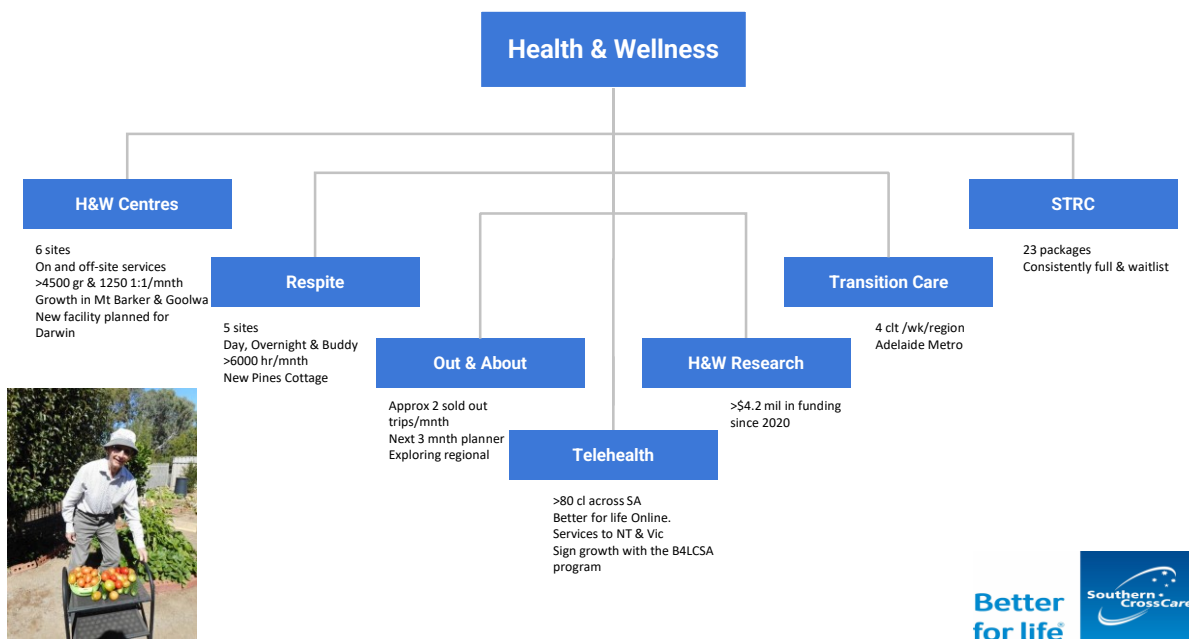 Health & Wellness
H&W Centres
6 sites
On and off-site services
>4500 gr & 1250 1:1/mnth
Growth in Mt Barker & Goolwa
New facility planned for
Darwin
Respite
5 sites
Day, Overnight & Buddy
>6000 hr/mnth
New Pines Cottage
Out & About
Approx 2 sold out
trips/mnth
Next 3 mnth planner
Exploring regional
Telehealth
>80 cl across SA
Better for life Online.
Services to NT & Vic
Sign growth with the B4LCSA
program
H&W Research
>$4.2 mil in funding
since 2020
Transition Care
4 clt /wk/region
Adelaide Metro
STRC
23 packages
Consistently full & waitlist
Better
for life®
Southern
CrossCare